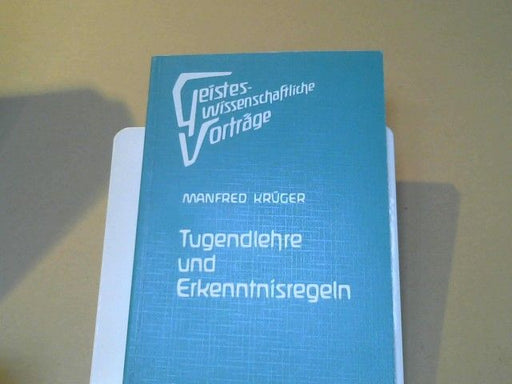 Geistes-
wissenschaftliche
Vorträge
MANFRED KRÜGER
Tugendlehre
und
Erkenntnisregeln